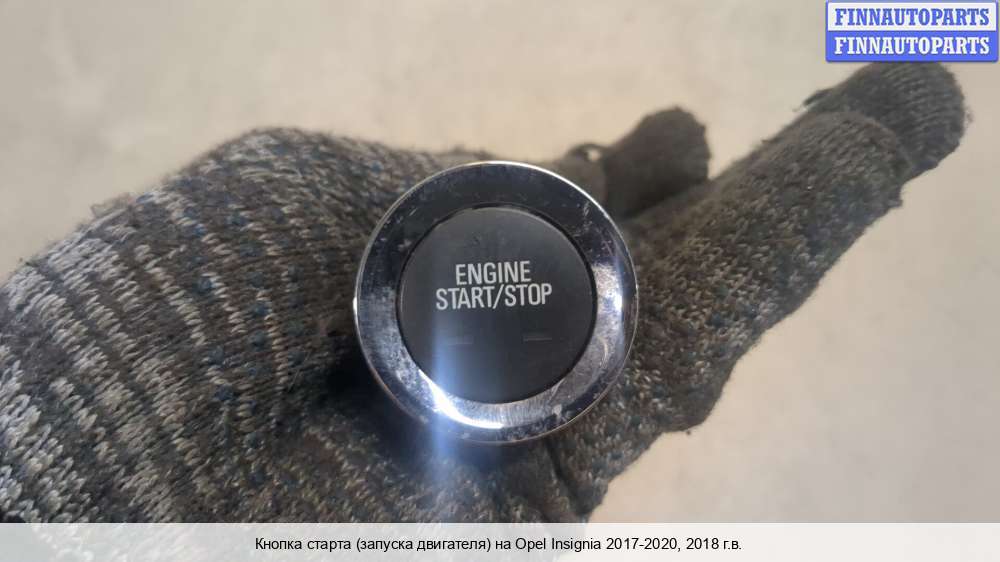 FINNAUTOPARTS
FINNAUTOPARTS
ENGINE
START/STOP
Кнопка старта (запуска двигателя) на Opel Insignia 2017-2020, 2018 г.в.